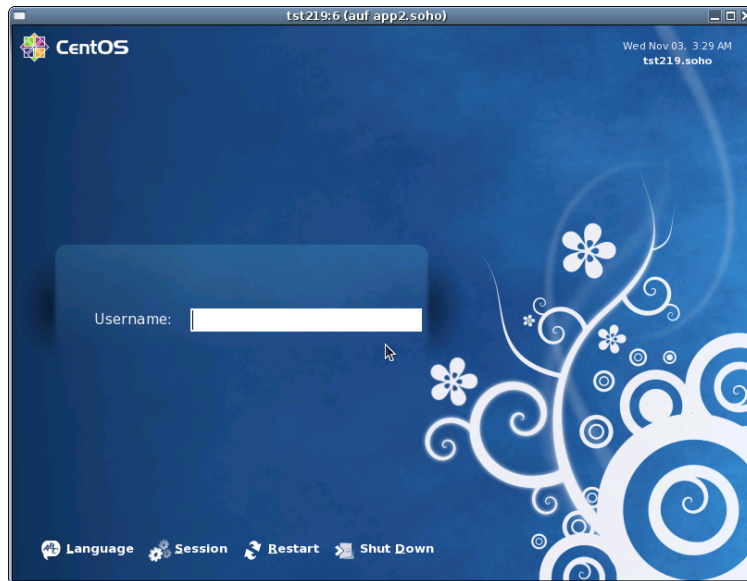 tst219:6 (auf app2.soho)
CentOS
Wed Nov 03, 3:29 AM
tst219.soho
Username:
Language Session Restart Shut Down